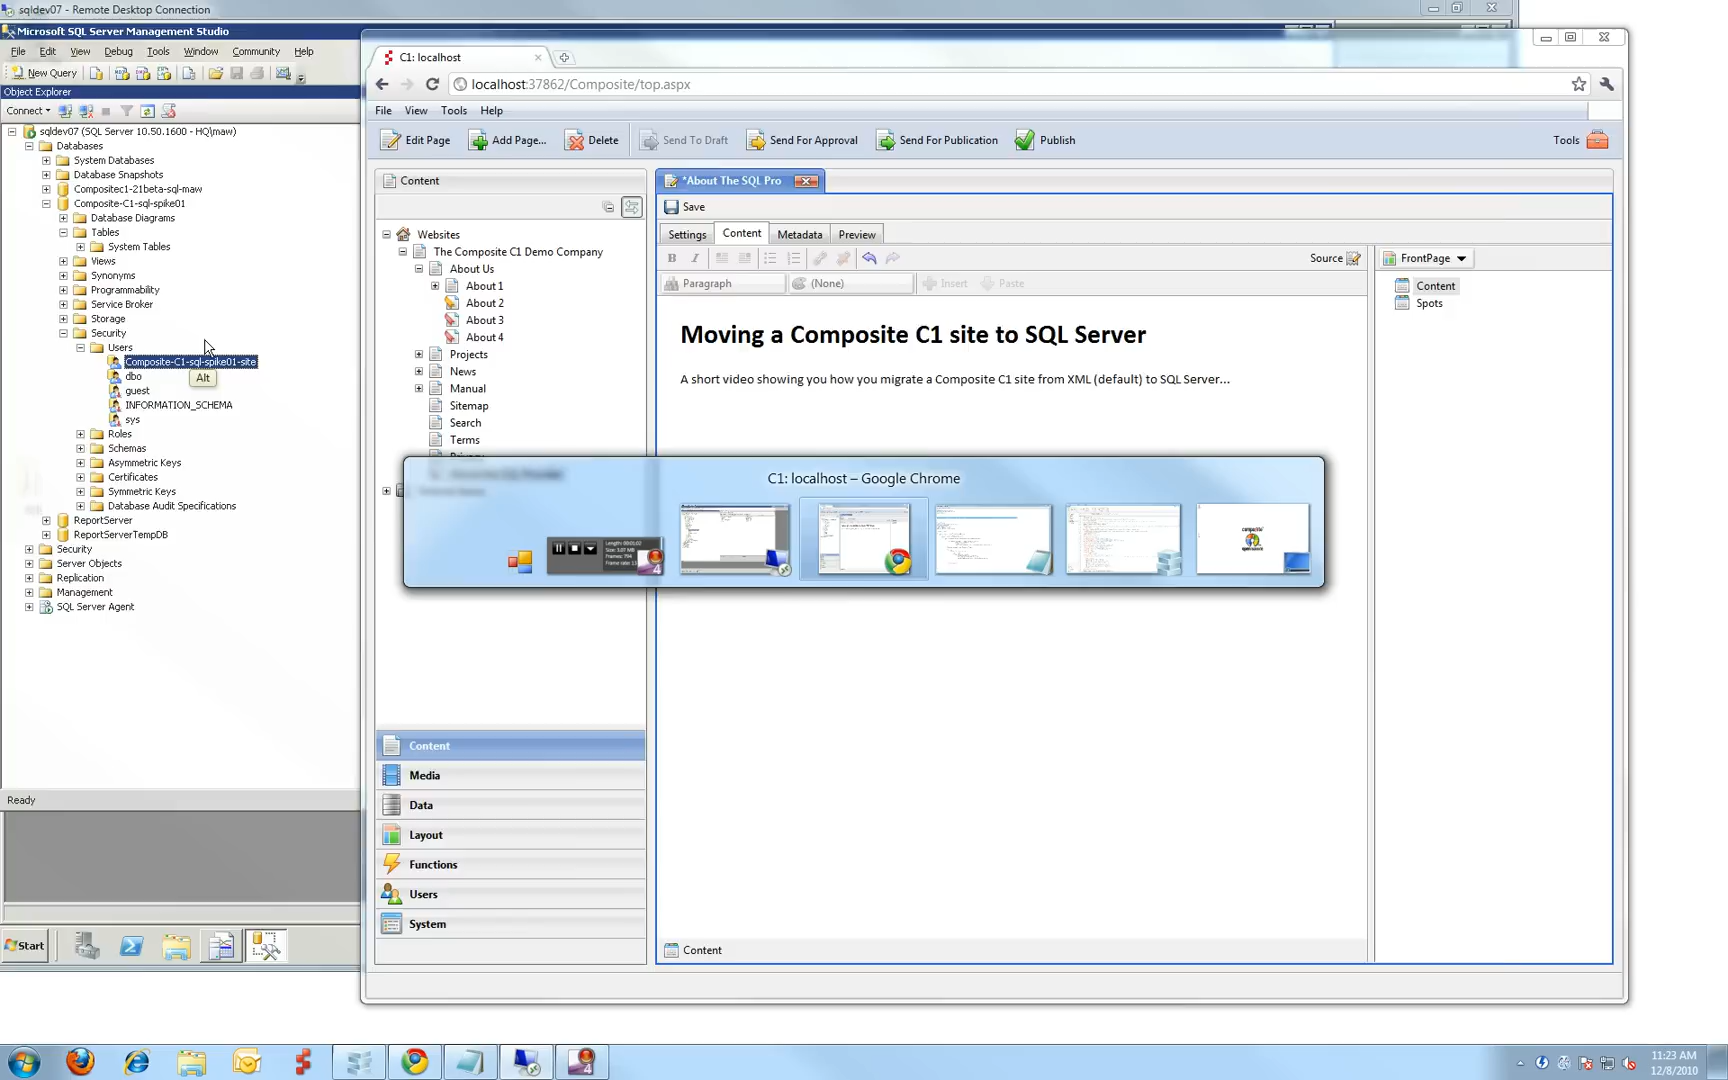 sqldev07 - Remote Desktop Connection
Microsoft SQL Server Management Studio
File Edit View Debug Tools Window Community Help
New Query
Object Explorer
Connect
sqldev07 (SQL Server 10.50.1600 - HQ\maw)
Databases
System Databases
Database Snapshots
Compositec1-21beta-sql-maw
Composite-C1-sql-spike01
Database Diagrams
Tables
System Tables
Views
Synonyms
Programmability
Service Broker
Storage
Security
Users
Composite-C1-sql-spike01-site
dbo
Alt
guest
INFORMATION_SCHEMA
sys
Roles
Schemas
Asymmetric Keys
Certificates
Symmetric Keys
Database Audit Specifications
ReportServer
ReportServerTempDB
Security
Server Objects
Replication
Management
SQL Server Agent
Ready
Start
C1: localhost
localhost:37862/Composite/top.aspx
File View Tools Help
Edit Page Add Page... Delete Send To Draft Send For Approval Send For Publication Publish Tools
Content
Websites
The Composite C1 Demo Company
About Us
About 1
About 2
About 3
About 4
Projects
News
Manual
Sitemap
Search
Terms
Content
Media
Data
Layout
Functions
Users
System
*About The SQL Pro
Save
Settings Content Metadata Preview
B I Source
Paragraph (None) Insert Paste
Moving a Composite C1 site to SQL Server
A short video showing you how you migrate a Composite C1 site from XML (default) to SQL Server...
FrontPage
Content
Spots
C1: localhost – Google Chrome
Content
11:23 AM
12/8/2010